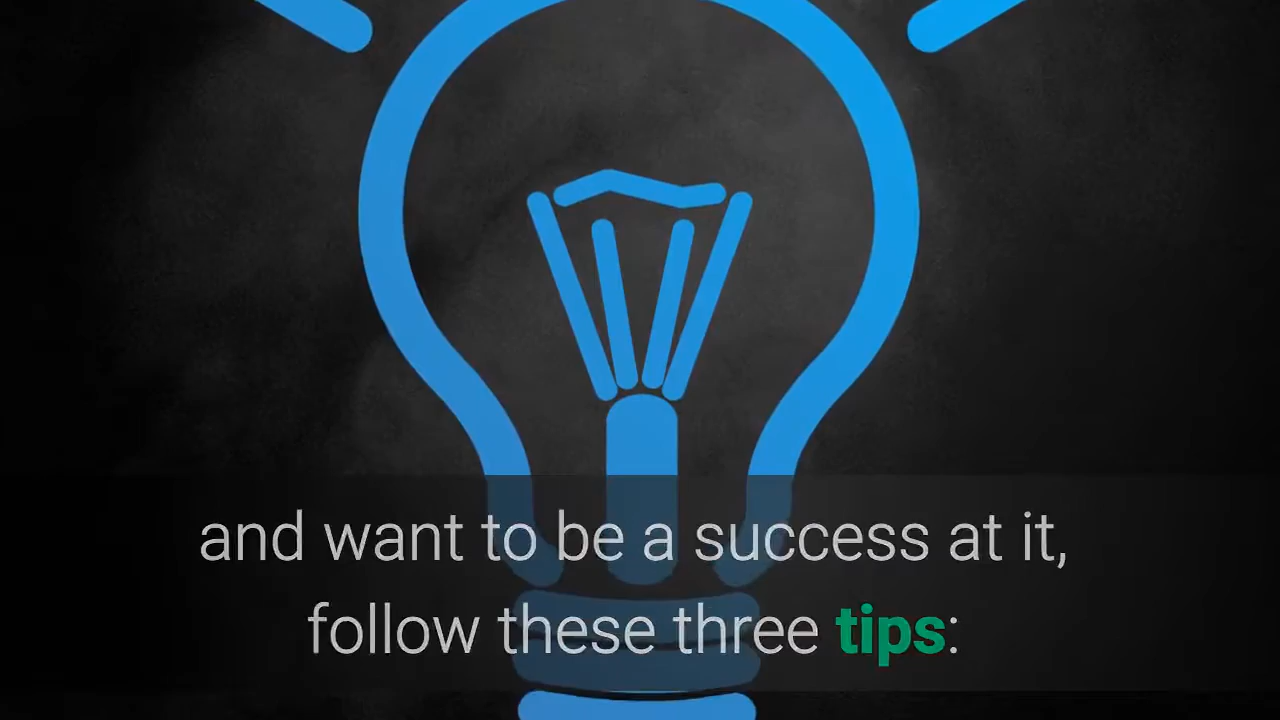 and want to be a success at it,
follow these three tips: